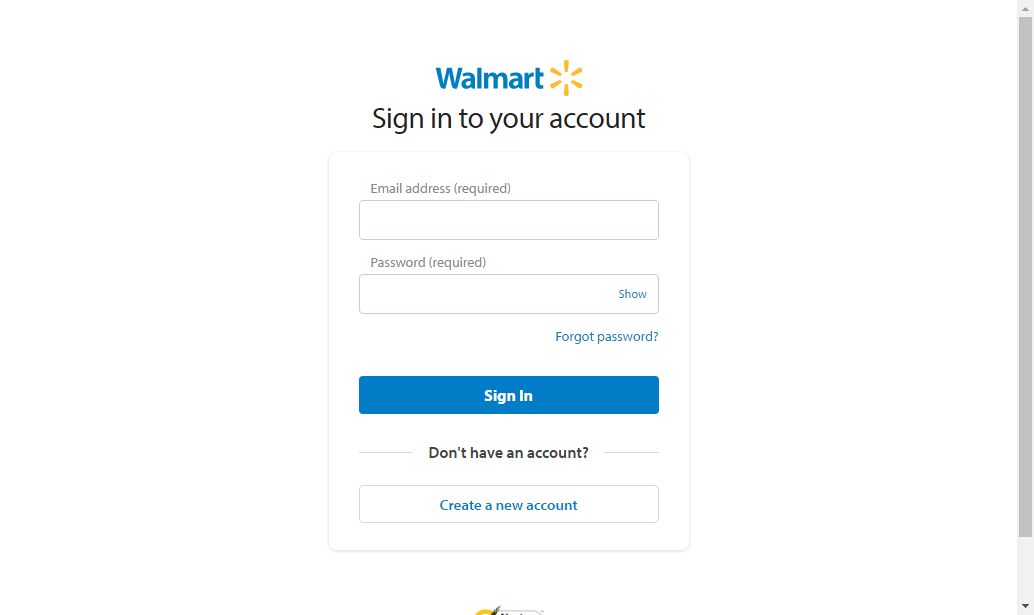 Walmart
Sign in to your account
Email address (required)
Password (required)
Show
Forgot password?
Sign In
Don't have an account?
Create a new account